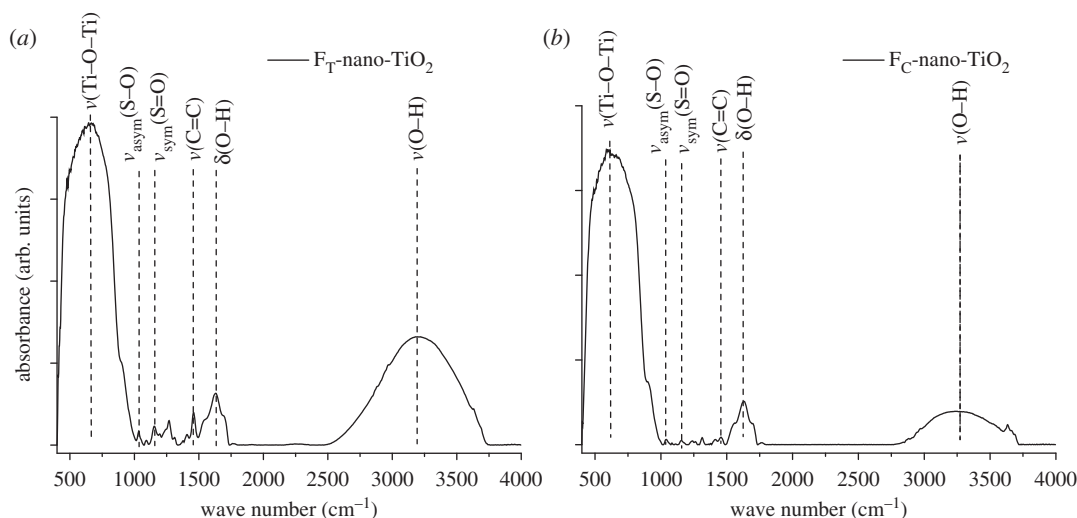 (a)
ν(Ti–O–Ti)
ν_asym(S–O)
ν_sym(S=O)
ν(C=C)
δ(O–H)
F_T-nano-TiO₂
ν(O–H)
absorbance (arb. units)
500 1000 1500 2000 2500 3000 3500 4000
wave number (cm⁻¹)
(b)
ν(Ti–O–Ti)
ν_asym(S–O)
ν_sym(S=O)
ν(C=C)
δ(O–H)
F_C-nano-TiO₂
ν(O–H)
500 1000 1500 2000 2500 3000 3500 4000
wave number (cm⁻¹)